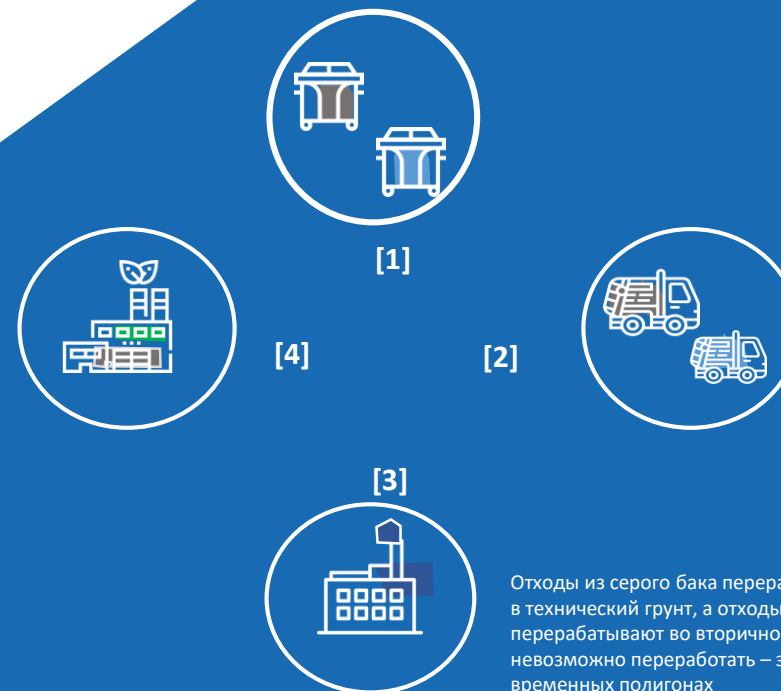 [1]
[4]
[2]
[3]
Отходы из серого бака
в технический грунт, а отходы
перерабатывают во
невозможно переработать –
временных полигонах